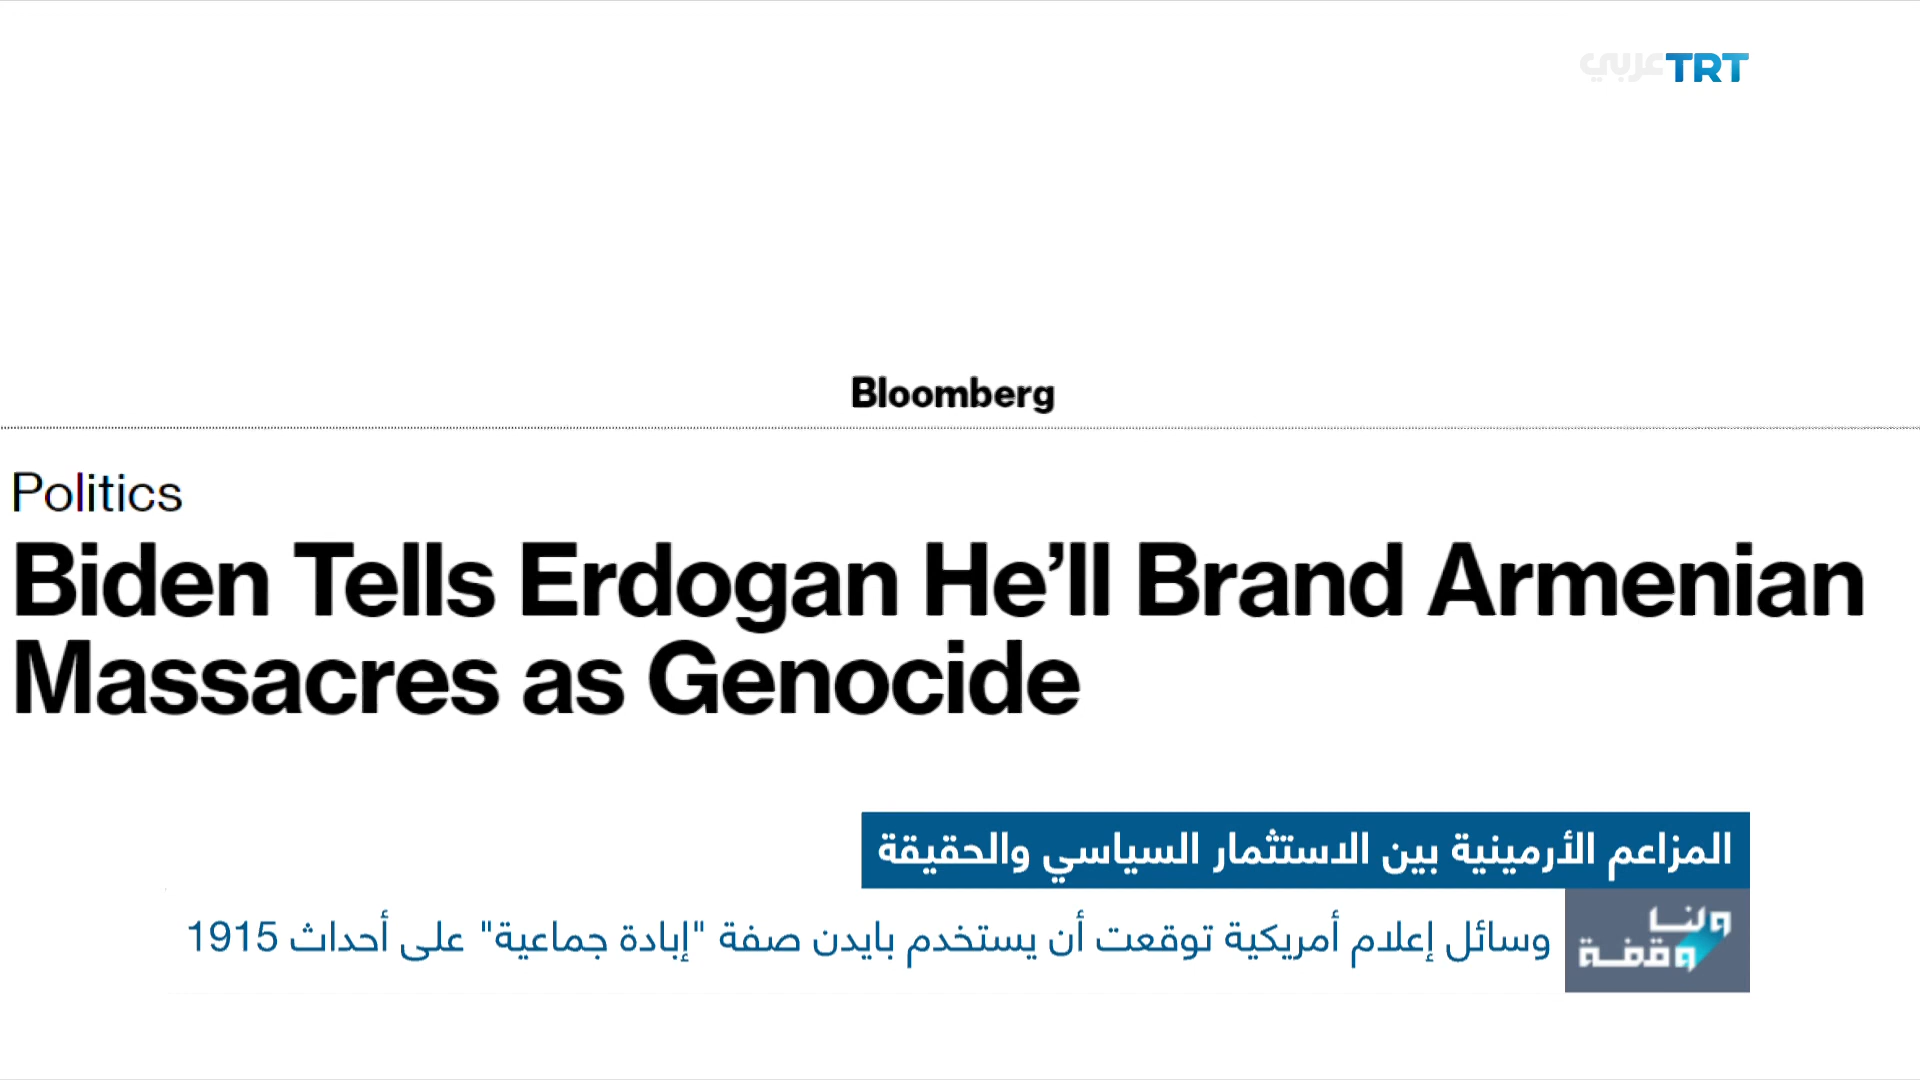 TRT عربي
Bloomberg
Politics
Biden Tells Erdogan He’ll Brand Armenian
Massacres as Genocide
المزاعم الأرمينية بين الاستثمار السياسي والحقيقة
ولنا
وقفة
وسائل إعلام أمريكية توقعت أن يستخدم بايدن صفة "إبادة جماعية" على أحداث 1915